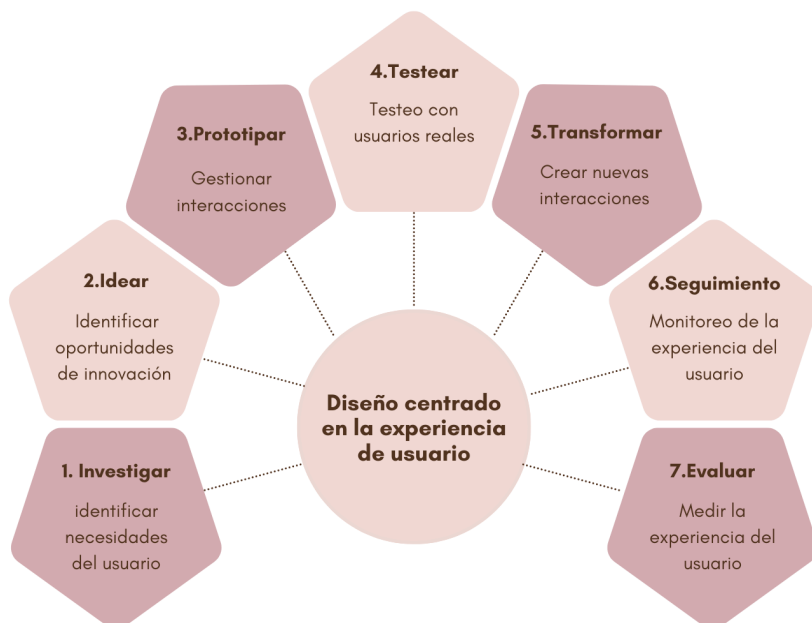 4.Testear
Testeo con
usuarios reales
3.Prototipar
Gestionar
interacciones
5.Transformar
Crear nuevas
interacciones
2.Idear
Identificar
oportunidades
de innovación
6.Seguimiento
Monitoreo de la
experiencia del
usuario
Diseño centrado
en la experiencia
de usuario
1. Investigar
identificar
necesidades
del usuario
7.Evaluar
Medir la
experiencia del
usuario